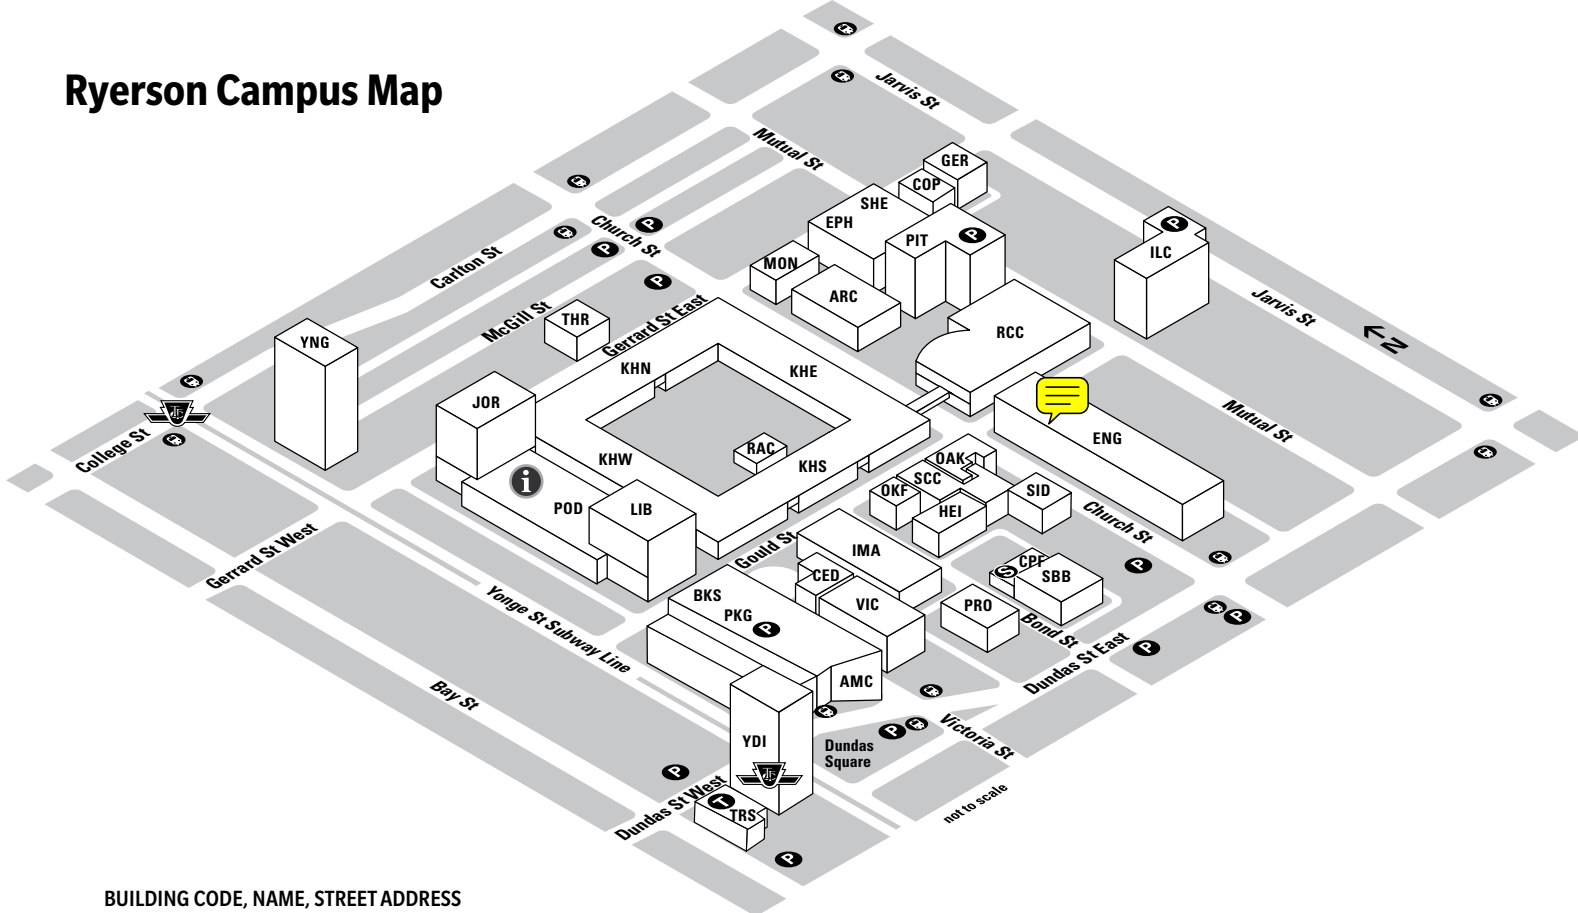 Ryerson Campus Map
Jarvis St
Mutual St
GER
COP
SHE
EPH
PIT
P
P
ILC
Church St
P
P
MON
Carlton St
P
ARC
Jarvis St
N
McGill St
THR
Gerrard St East
RCC
YNG
KHN
KHE
JOR
Mutual St
ENG
College St
RAC
KHW
KHS
OAK
SCC
OKF
SID
HEI
i
POD
LIB
Church St
Gerrard St West
Gould St
IMA
P
CPF
S
SBB
CED
BKS
VIC
PRO
PKG
P
Yonge St Subway Line
Bond St
P
Dundas St East
P
AMC
Bay St
Victoria St
P
YDI
Dundas
Square
P
Dundas St West
T
TRS
not to scale
P
BUILDING CODE, NAME, STREET ADDRESS